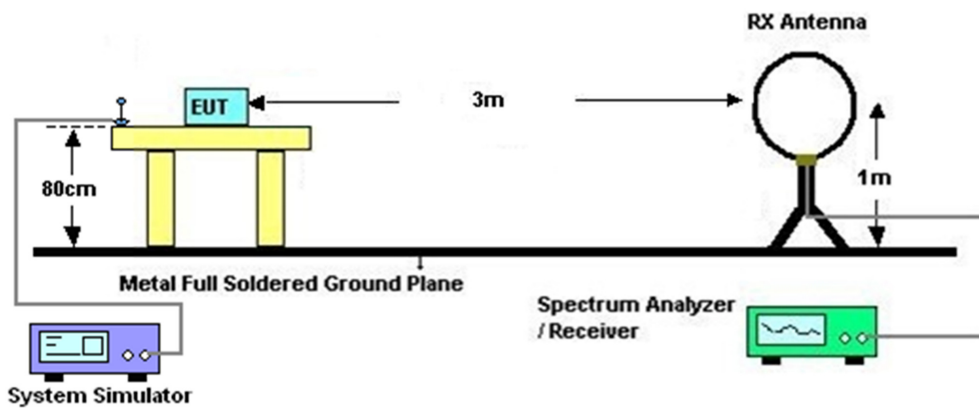 RX Antenna
EUT
3m
80cm
1m
Metal Full Soldered Ground Plane
Spectrum Analyzer
/ Receiver
System Simulator